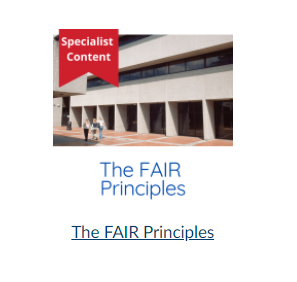 Specialist
Content
The FAIR
Principles
The FAIR Principles